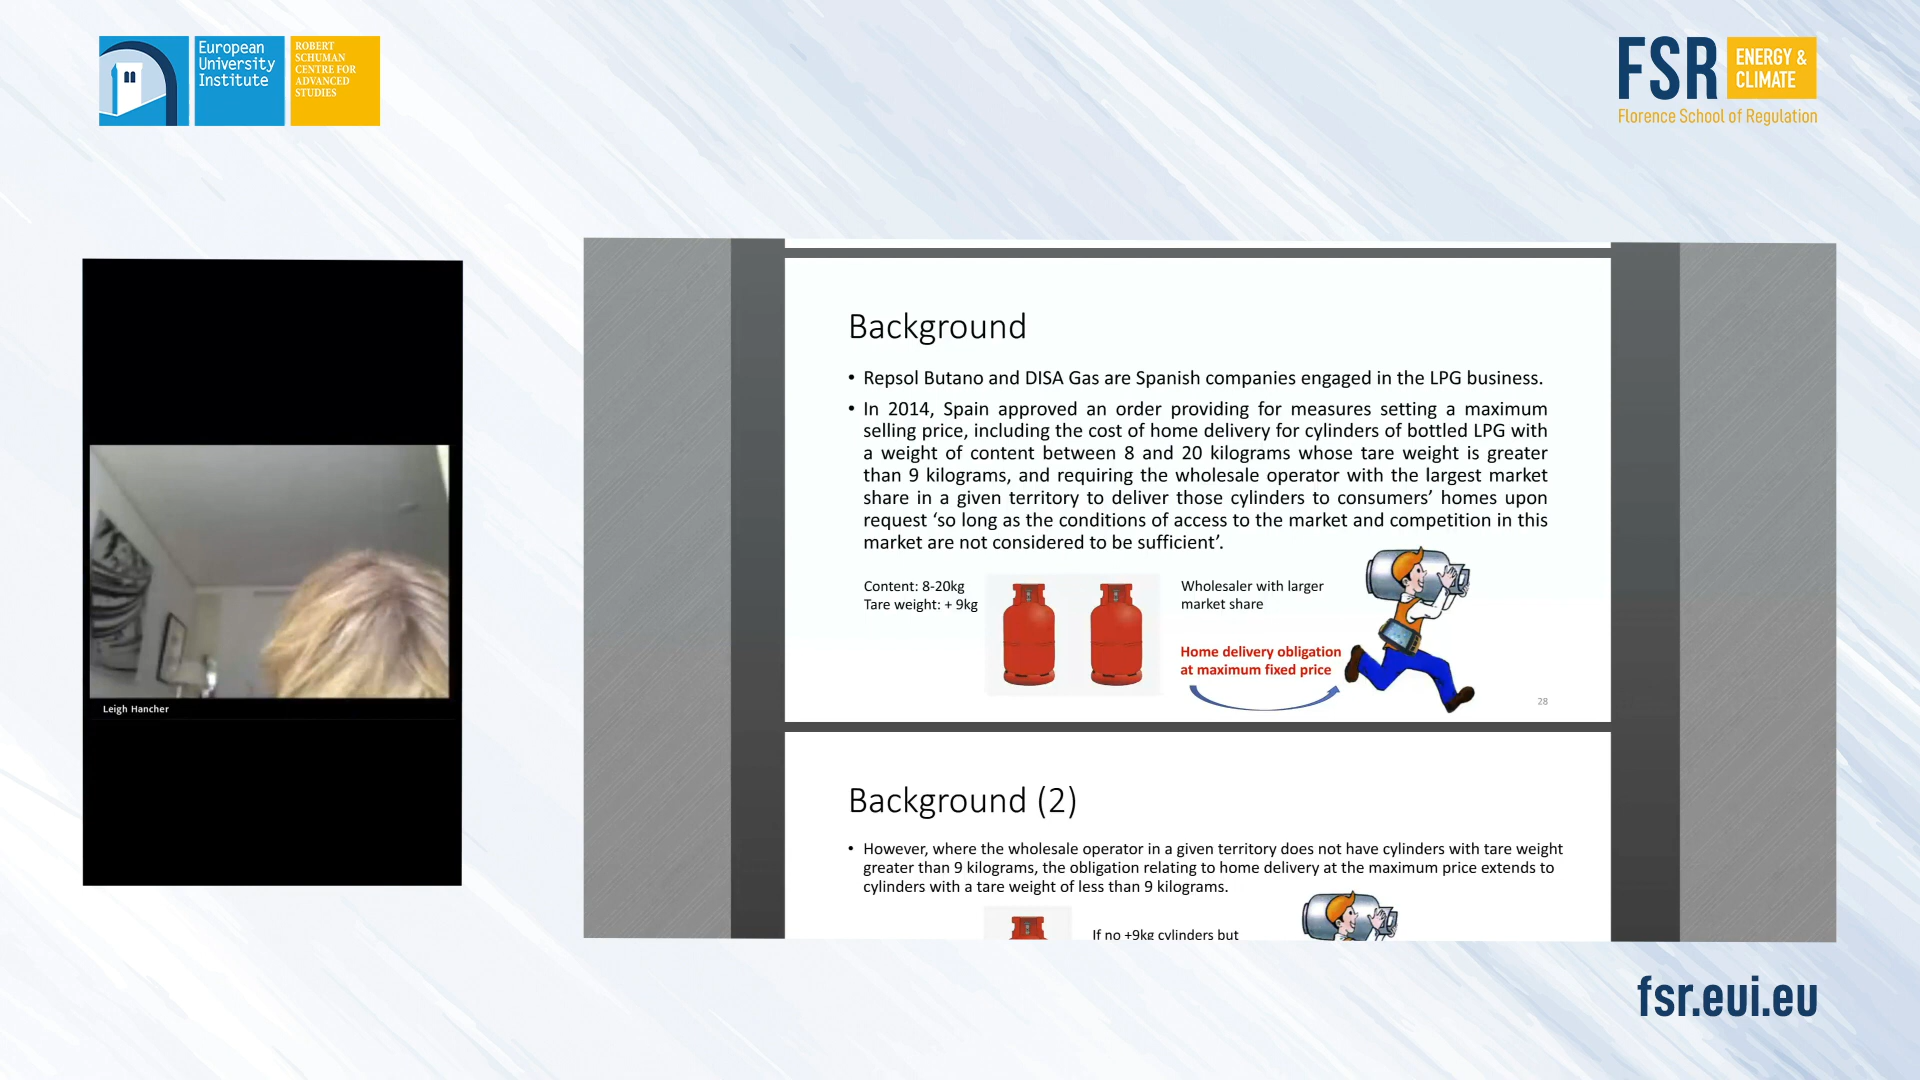 European
University
Institute
ROBERT
SCHUMAN
CENTRE FOR
ADVANCED
STUDIES
FSR
ENERGY &
CLIMATE
Florence School of Regulation
Leigh Hancher
Background
• Repsol Butano and DISA Gas are Spanish companies engaged in the LPG business.
• In 2014, Spain approved an order providing for measures setting a maximum
selling price, including the cost of home delivery for cylinders of bottled LPG with
a weight of content between 8 and 20 kilograms whose tare weight is greater
than 9 kilograms, and requiring the wholesale operator with the largest market
share in a given territory to deliver those cylinders to consumers’ homes upon
request ‘so long as the conditions of access to the market and competition in this
market are not considered to be sufficient’.
Content: 8-20kg
Tare weight: + 9kg
Wholesaler with larger
market share
Home delivery obligation
at maximum fixed price
28
Background (2)
• However, where the wholesale operator in a given territory does not have cylinders with tare weight
greater than 9 kilograms, the obligation relating to home delivery at the maximum price extends to
cylinders with a tare weight of less than 9 kilograms.
If no +9kg cylinders but
fsr.eui.eu